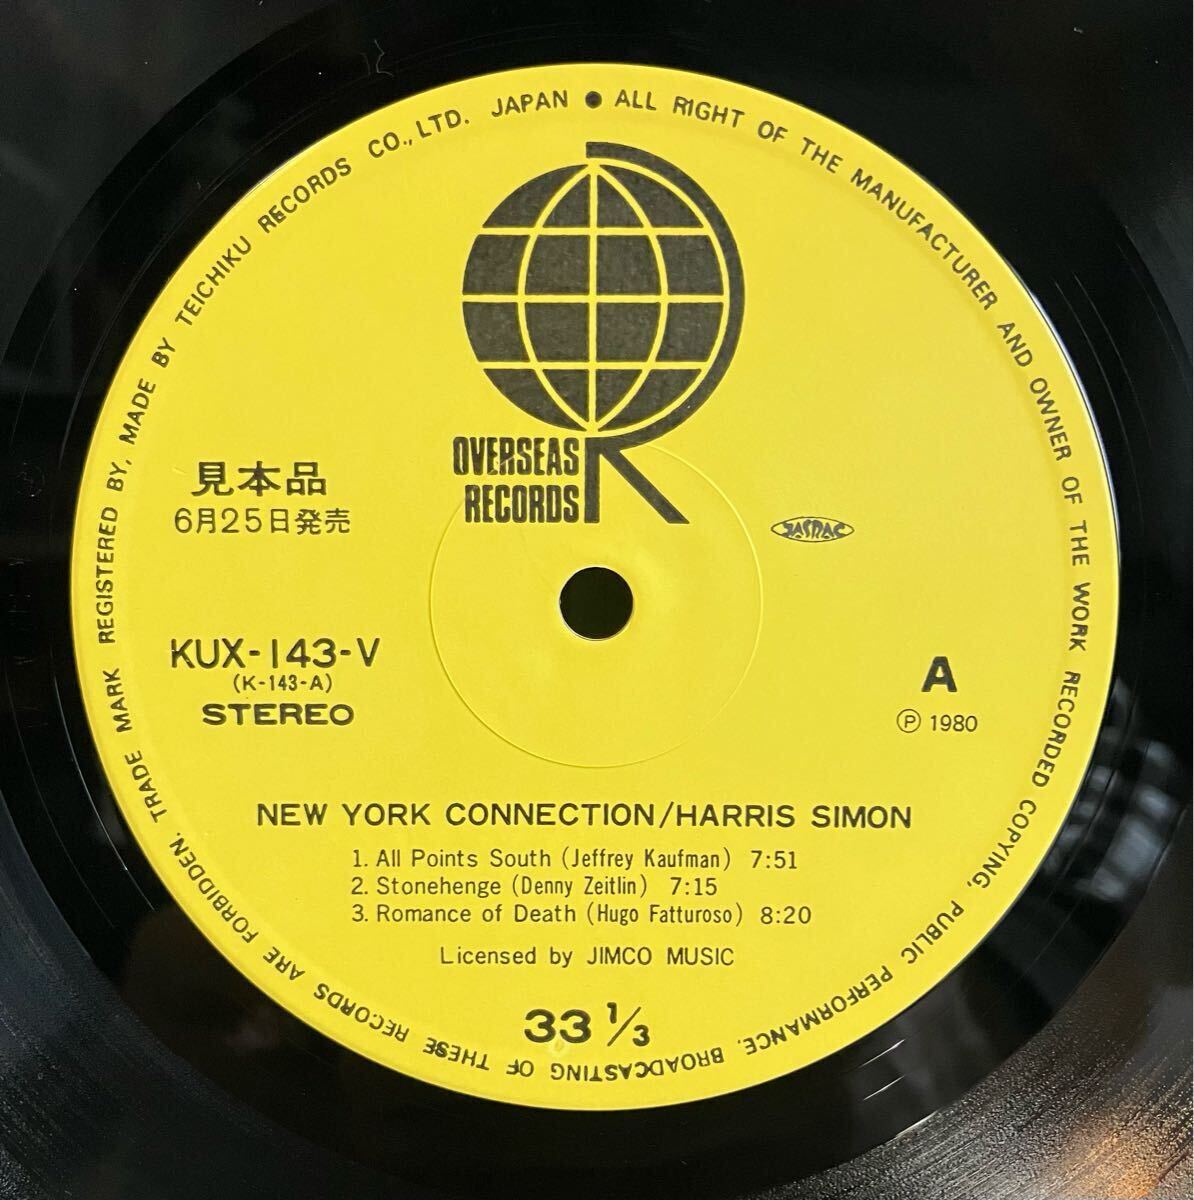 TRADE MARK REGISTERED BY, MADE BY TEICHIKU RECORDS CO., LTD. JAPAN ● ALL RIGHT OF THE MANUFACTURER AND OWNER OF THE WORK RECORDED COPYING, PUBLIC PERFORMANCE, BROADCASTING OF THESE RECORDS ARE FORBIDDEN.
R
OVERSEAS
RECORDS
見本品
6月25日発売
JASRAC
KUX-143-V
(K-143-A)
STEREO
A
Ⓟ 1980
NEW YORK CONNECTION/HARRIS SIMON
1. All Points South (Jeffrey Kaufman) 7:51
2. Stonehenge (Denny Zeitlin) 7:15
3. Romance of Death (Hugo Fatturoso) 8:20
Licensed by JIMCO MUSIC
33 1/3